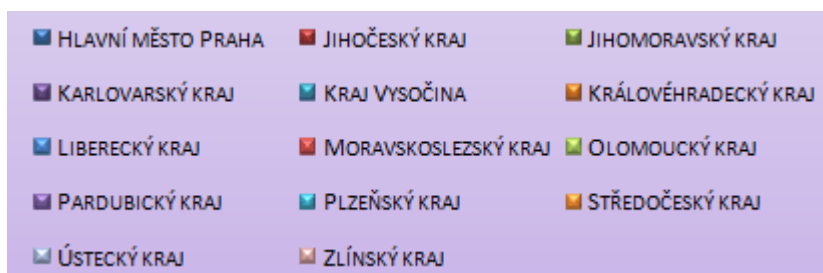 HLAVNÍ MĚSTO PRAHA JIHOČESKÝ KRAJ JIHOMORAVSKÝ KRAJ
KARLOVARSKÝ KRAJ KRAJ VYSOČINA KRÁLOVÉHRADECKÝ KRAJ
LIBERECKÝ KRAJ MORAVSKOSLEZSKÝ KRAJ OLOMOUCKÝ KRAJ
PARDUBICKÝ KRAJ PLZEŇSKÝ KRAJ STŘEDOČESKÝ KRAJ
ÚSTECKÝ KRAJ ZLÍNSKÝ KRAJ